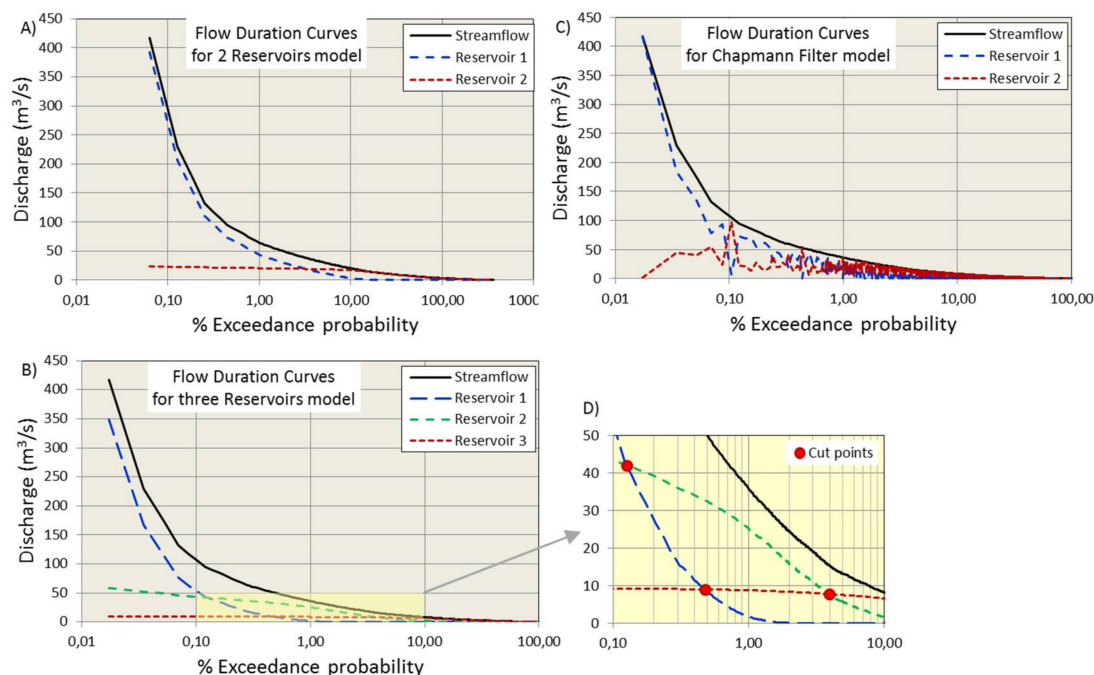 A)
Flow Duration Curves
for 2 Reservoirs model
Streamflow
Reservoir 1
Reservoir 2
Discharge (m³/s)
450
400
350
300
250
200
150
100
50
0
0,01
0,10
1,00
10,00
100,00
1000,00
% Exceedance probability
C)
Flow Duration Curves
for Chapmann Filter model
Streamflow
Reservoir 1
Reservoir 2
Discharge (m³/s)
450
400
350
300
250
200
150
100
50
0
0,01
0,10
1,00
10,00
100,00
% Exceedance probability
B)
Flow Duration Curves
for three Reservoirs model
Streamflow
Reservoir 1
Reservoir 2
Reservoir 3
Discharge (m³/s)
450
400
350
300
250
200
150
100
50
0
0,01
0,10
1,00
10,00
100,00
% Exceedance probability
D)
Cut points
50
40
30
20
10
0
0,10
1,00
10,00